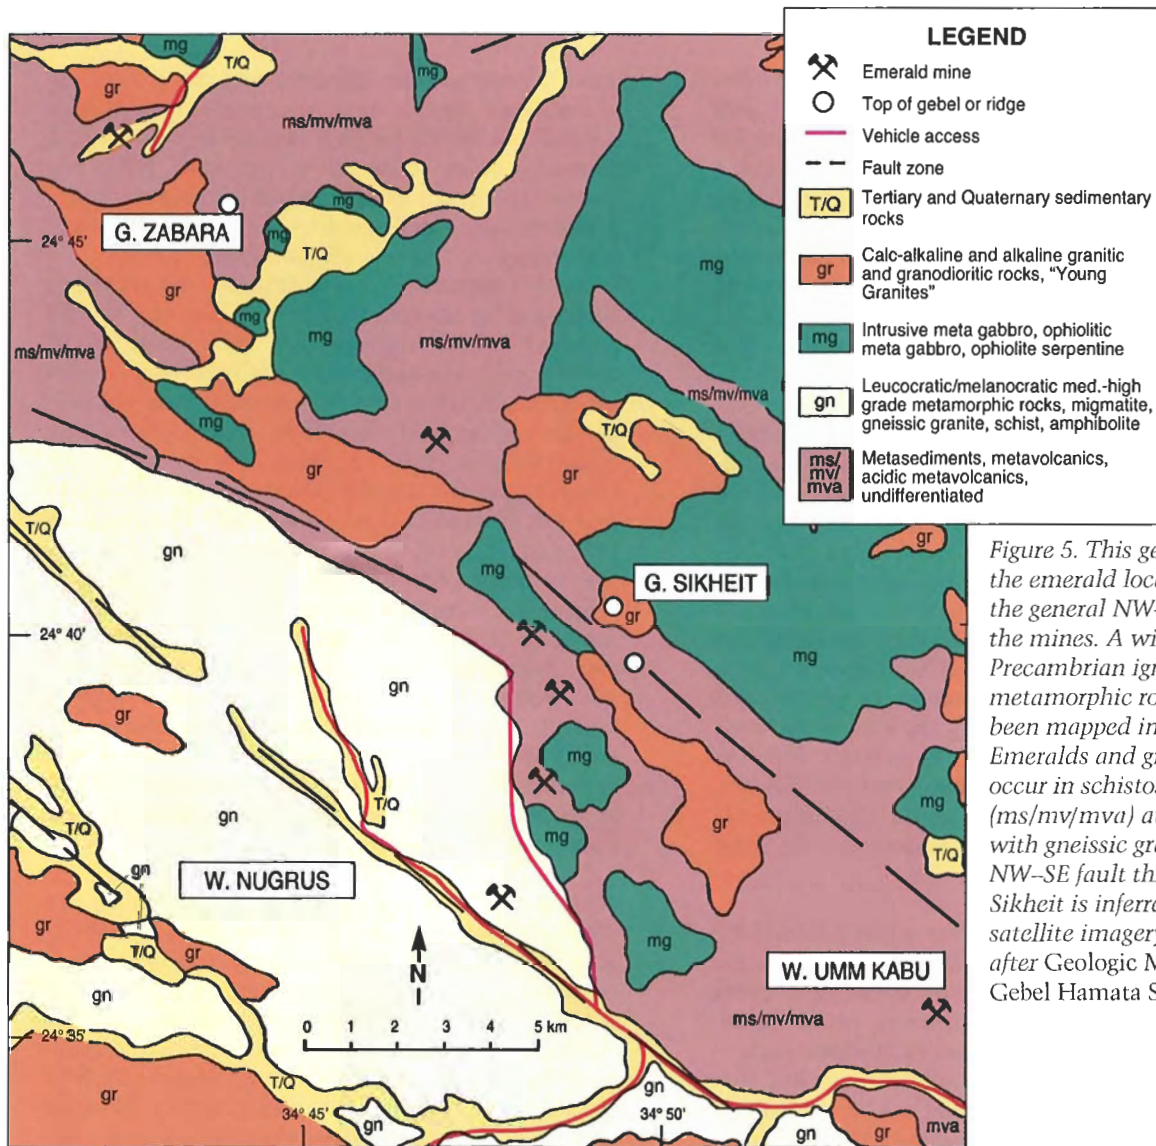 LEGEND
Emerald mine
Top of gebel or ridge
Vehicle access
Fault zone
T/Q Tertiary and Quaternary sedimentary
rocks
gr Calc-alkaline and alkaline granitic
and granodioritic rocks, "Young
Granites"
mg Intrusive meta gabbro, ophiolitic
meta gabbro, ophiolite serpentine
gn Leucocratic/melanocratic med.-high
grade metamorphic rocks, migmatite,
gneissic granite, schist, amphibolite
ms/
mv/
mva
Metasediments, metavolcanics,
acidic metavolcanics,
undifferentiated
mg
T/Q
mg
gr
ms/mv/mva
mg
G. ZABARA
24° 45'
mg
T/Q
mg
gr
mg
mg
ms/mv/mva
ms/mv/mva
ms/mv/mva
mg
T/Q
gr
gr
T/Q
gn
mg
G. SIKHEIT
gr
24° 40'
mg
gn
gr
mg
mg
T/Q
gn
T/Q
gr
T/Q
gn
W. NUGRUS
gr
T/Q
gr
mg
N
W. UMM KABU
gn
0 1 2 3 4 5 km
ms/mv/mva
24° 35'
gn
T/Q
gr
34° 45'
34° 50'
gn
gn
gr
mva
Figure 5. This ge
the emerald loca
the general NW-
the mines. A wi
Precambrian ign
metamorphic ro
been mapped in
Emeralds and gr
occur in schistos
(ms/mv/mva) at
with gneissic gra
NW–SE fault th
Sikheit is inferre
satellite imagery
after Geologic M
Gebel Hamata S